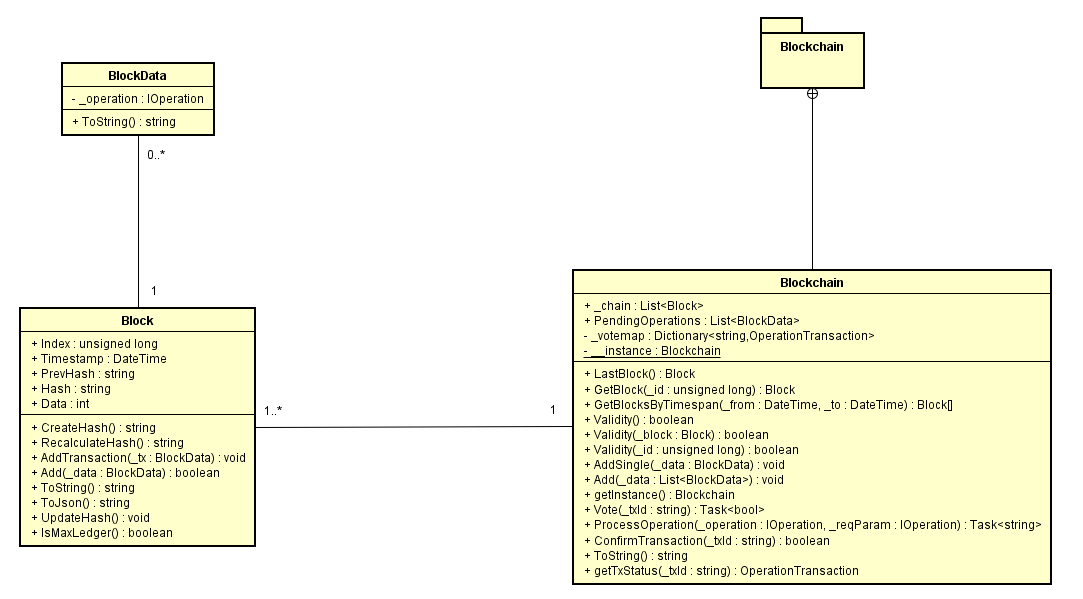 Blockchain
BlockData
- _operation : IOperation
+ ToString() : string
0..*
1
Block
+ Index : unsigned long
+ Timestamp : DateTime
+ PrevHash : string
+ Hash : string
+ Data : int
+ CreateHash() : string
+ RecalculateHash() : string
+ AddTransaction(_tx : BlockData) : void
+ Add(_data : BlockData) : boolean
+ ToString() : string
+ ToJson() : string
+ UpdateHash() : void
+ IsMaxLedger() : boolean
1..*
1
Blockchain
+ _chain : List<Block>
+ PendingOperations : List<BlockData>
- _votemap : Dictionary<string,OperationTransaction>
- __instance : Blockchain
+ LastBlock() : Block
+ GetBlock(_id : unsigned long) : Block
+ GetBlocksByTimespan(_from : DateTime, _to : DateTime) : Block[]
+ Validity() : boolean
+ Validity(_block : Block) : boolean
+ Validity(_id : unsigned long) : boolean
+ AddSingle(_data : BlockData) : void
+ Add(_data : List<BlockData>) : void
+ getInstance() : Blockchain
+ Vote(_txId : string) : Task<bool>
+ ProcessOperation(_operation : IOperation, _reqParam : IOperation) : Task<string>
+ ConfirmTransaction(_txId : string) : boolean
+ ToString() : string
+ getTxStatus(_txId : string) : OperationTransaction